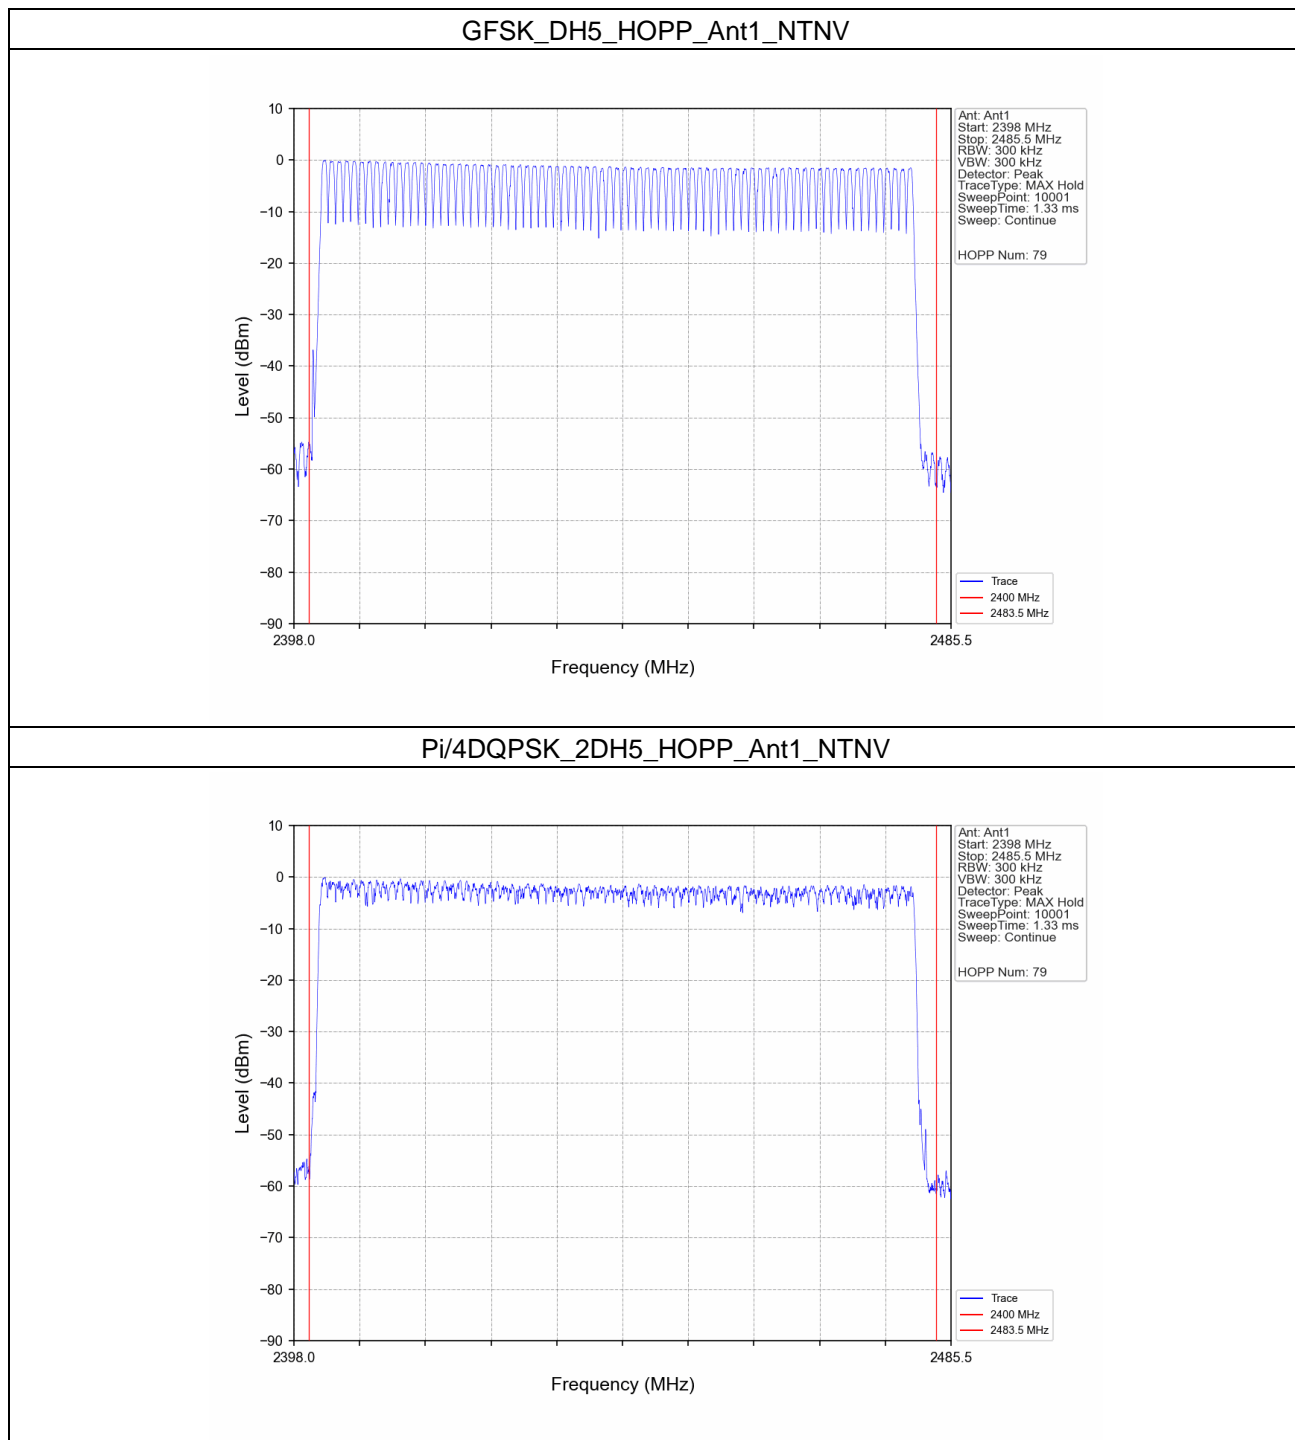 GFSK_DH5_HOPP_Ant1_NTNV
10
0
−10
−20
−30
−40
−50
−60
−70
−80
−90
Level (dBm)
2398.0
2485.5
Frequency (MHz)
Ant: Ant1
Start: 2398 MHz
Stop: 2485.5 MHz
RBW: 300 kHz
VBW: 300 kHz
Detector: Peak
TraceType: MAX Hold
SweepPoint: 10001
SweepTime: 1.33 ms
Sweep: Continue
HOPP Num: 79
Trace
2400 MHz
2483.5 MHz
Pi/4DQPSK_2DH5_HOPP_Ant1_NTNV
10
0
−10
−20
−30
−40
−50
−60
−70
−80
−90
Level (dBm)
2398.0
2485.5
Frequency (MHz)
Ant: Ant1
Start: 2398 MHz
Stop: 2485.5 MHz
RBW: 300 kHz
VBW: 300 kHz
Detector: Peak
TraceType: MAX Hold
SweepPoint: 10001
SweepTime: 1.33 ms
Sweep: Continue
HOPP Num: 79
Trace
2400 MHz
2483.5 MHz